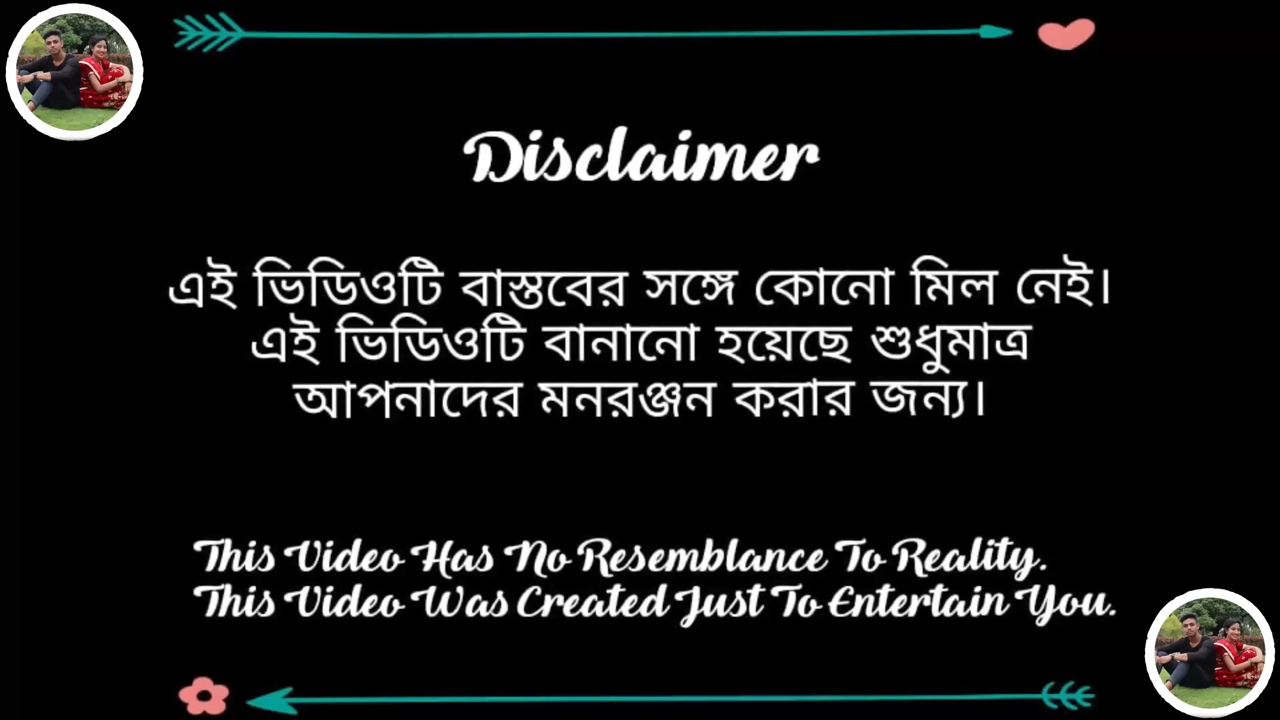 Disclaimer
এই ভিডিওটি বাস্তবের সঙ্গে কোনো মিল নেই।
এই ভিডিওটি বানানো হয়েছে শুধুমাত্র
আপনাদের মনরঞ্জন করার জন্য।
This Video Has No Resemblance To Reality.
This Video Was Created Just To Entertain You.